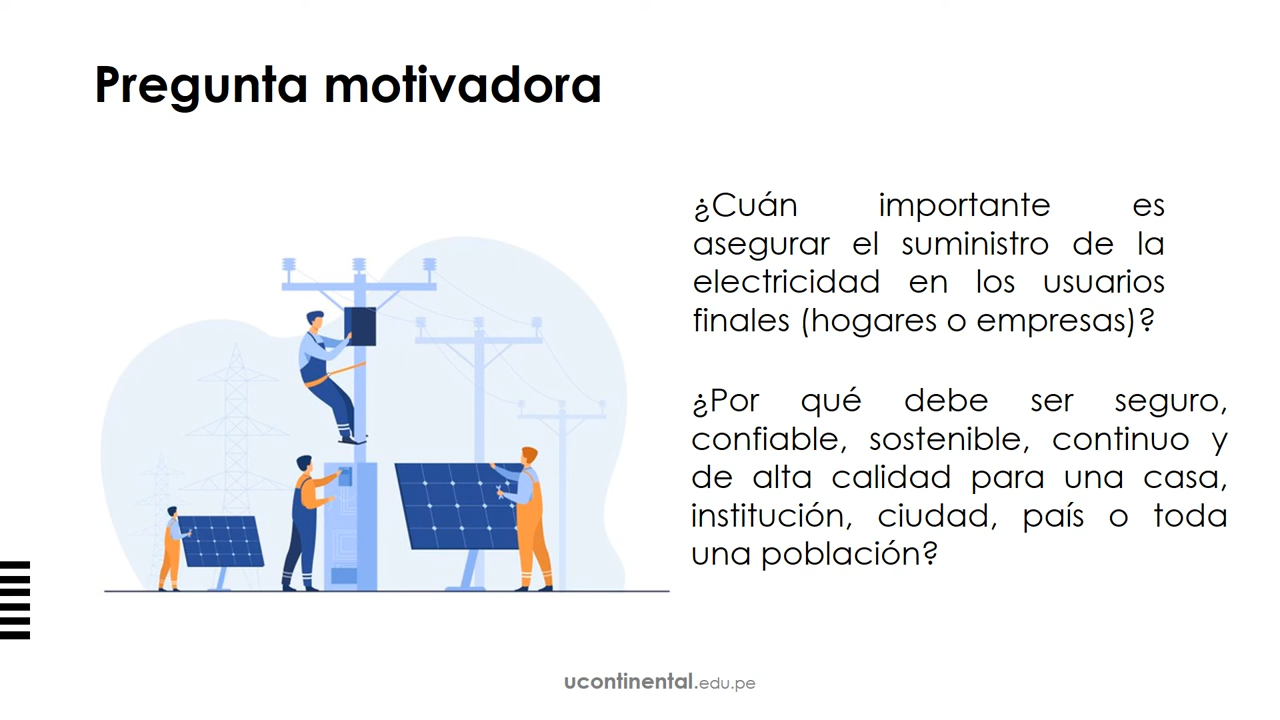 Pregunta motivadora
¿Cuán importante es
asegurar el suministro de la
electricidad en los usuarios
finales (hogares o empresas)?
¿Por qué debe ser seguro,
confiable, sostenible, continuo y
de alta calidad para una casa,
institución, ciudad, país o toda
una población?
ucontinental.edu.pe